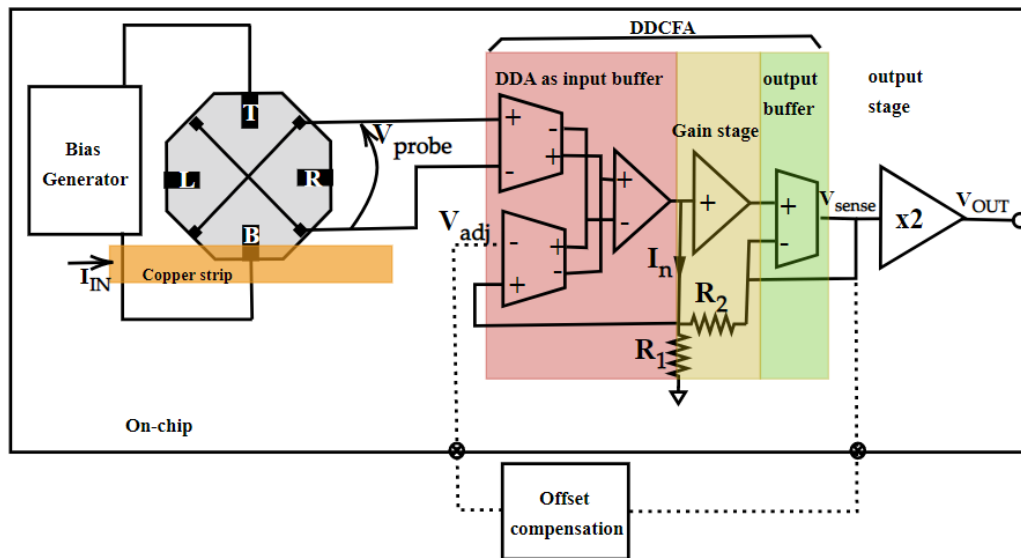 DDCFA
DDA as input buffer
output
buffer
output
stage
Gain stage
Bias
Generator
T
L
R
B
V probe
+
-
-
+
+
-
+
+
-
V sense
x2
V OUT
V adj
-
+
+
-
I n
R 2
R 1
I IN
Copper strip
On-chip
Offset
compensation